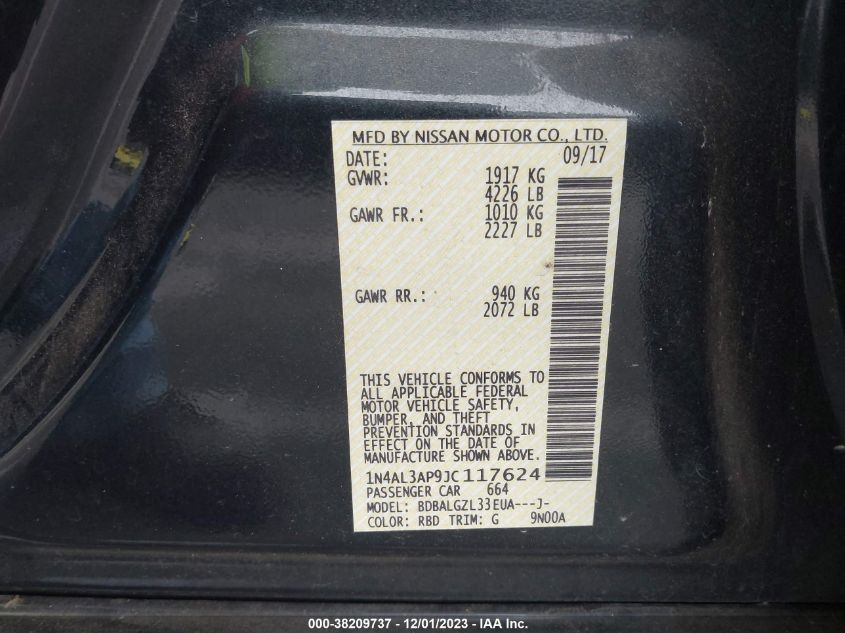 MFD BY NISSAN MOTOR CO., LTD.
DATE: 09/17
GVWR: 1917 KG
4226 LB
GAWR FR.: 1010 KG
2227 LB
GAWR RR.: 940 KG
2072 LB
THIS VEHICLE CONFORMS TO
ALL APPLICABLE FEDERAL
MOTOR VEHICLE SAFETY,
BUMPER, AND THEFT
PREVENTION STANDARDS IN
EFFECT ON THE DATE OF
MANUFACTURE SHOWN ABOVE.
1N4AL3AP9JC117624
PASSENGER CAR 664
MODEL: BDBALGZL33EUA---J-
COLOR: RBD TRIM: G 9N00A
000-38209737 - 12/01/2023 - IAA Inc.